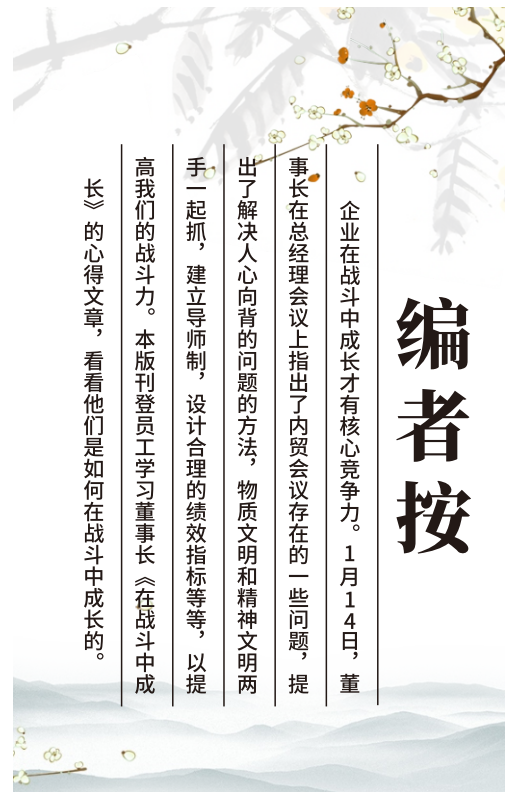 编者按
企业在战斗中成长才有核心竞争力。1月14日，董
事长在总经理会议上指出了内贸会议存在的一些问题，提
出了解决人心向背的问题的方法，物质文明和精神文明两
手一起抓，建立导师制，设计合理的绩效指标等等，以提
高我们的战斗力。本版刊登员工学习董事长《在战斗中成
长》的心得文章，看看他们是如何在战斗中成长的。